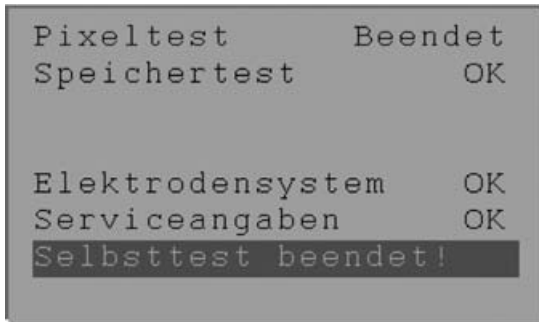 Pixeltest Beendet
Speichertest OK
Elektrodensystem OK
Serviceangaben OK
Selbsttest beendet!